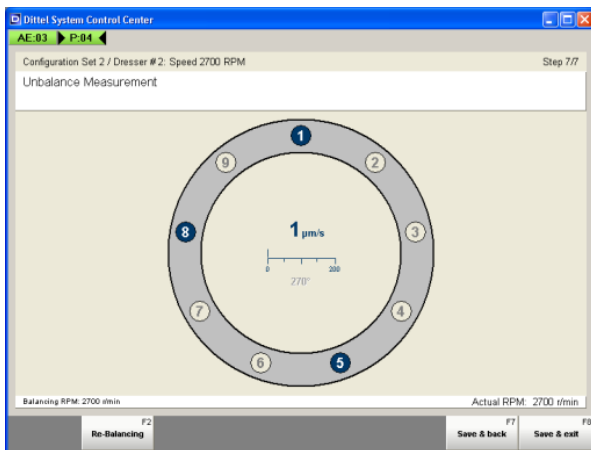 Dittel System Control Center
AE:03 P:04
Configuration Set 2 / Dresser # 2: Speed 2700 RPM Step 7/7
Unbalance Measurement
1
9 2
8 3
1 µm/s
0 200
270°
7 4
6 5
Balancing RPM: 2700 r/min Actual RPM: 2700 r/min
F2 F7 F8
Re-Balancing Save & back Save & exit